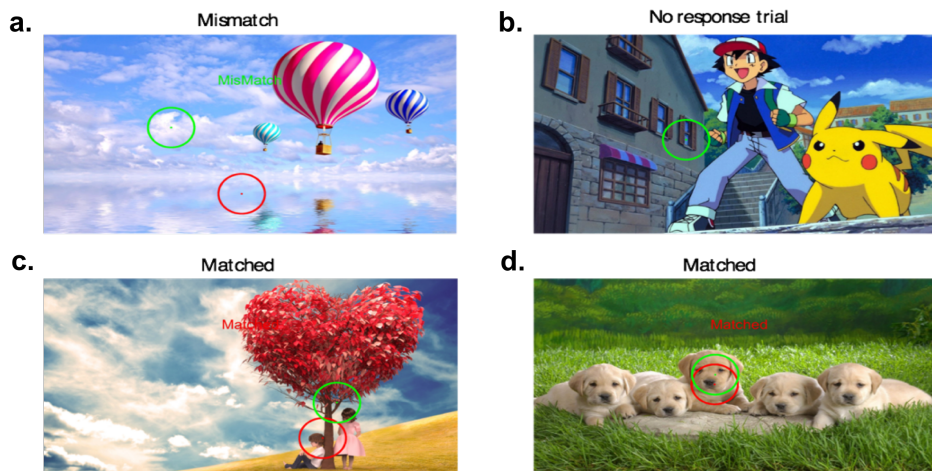 a.
Mismatch
MisMatch
b.
No response trial
c.
Matched
Matched
d.
Matched
Matched